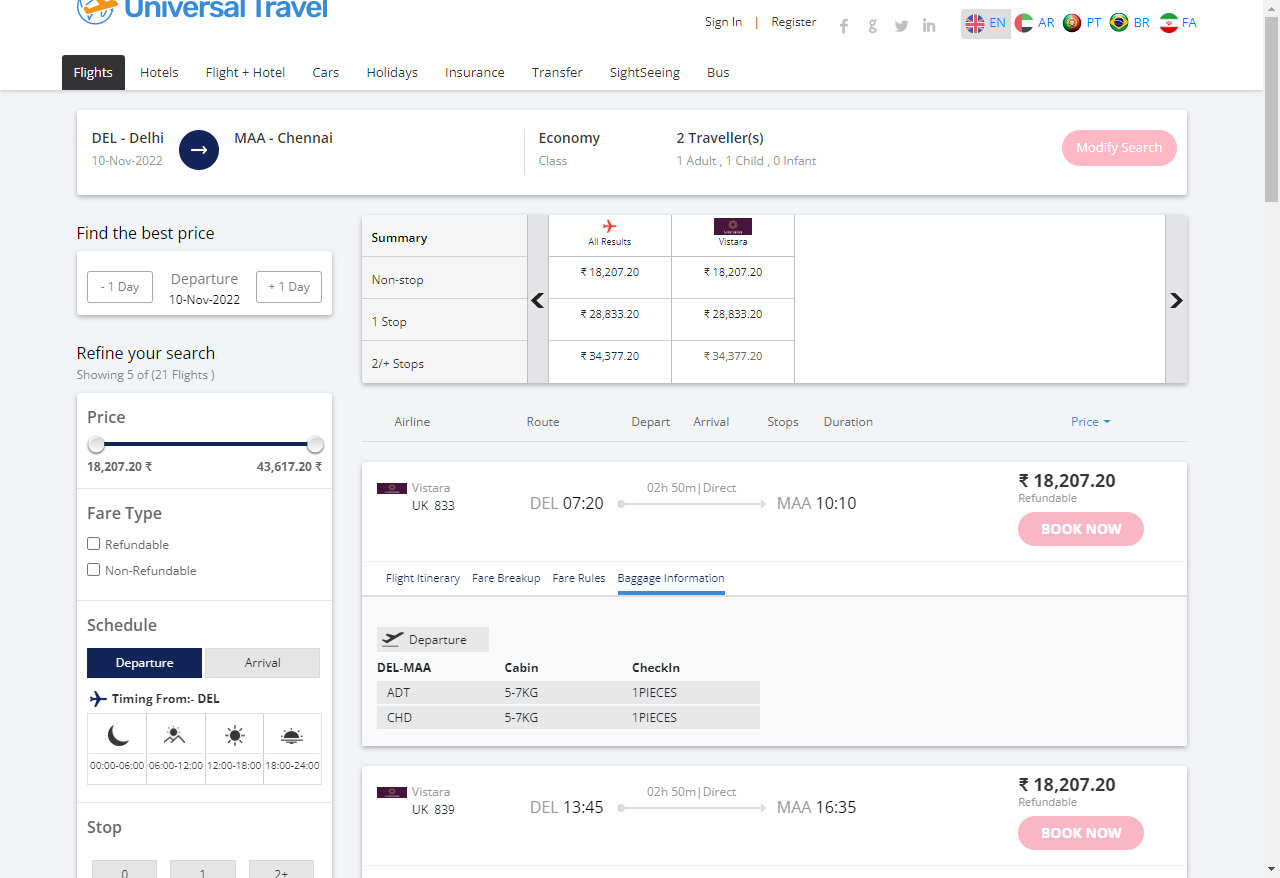 Universal Travel
Sign In | Register
EN AR PT BR FA
Flights Hotels Flight + Hotel Cars Holidays Insurance Transfer SightSeeing Bus
DEL - Delhi MAA - Chennai Economy 2 Traveller(s)
10-Nov-2022 Class 1 Adult , 1 Child , 0 Infant
Modify Search
Find the best price
- 1 Day Departure + 1 Day
10-Nov-2022
Refine your search
Showing 5 of (21 Flights )
Price
18,207.20 ₹ 43,617.20 ₹
Fare Type
Refundable
Non-Refundable
Schedule
Departure Arrival
Timing From:- DEL
00:00-06:00 06:00-12:00 12:00-18:00 18:00-24:00
Stop
0 1 2+
Summary All Results Vistara
Non-stop ₹ 18,207.20 ₹ 18,207.20
1 Stop ₹ 28,833.20 ₹ 28,833.20
2/+ Stops ₹ 34,377.20 ₹ 34,377.20
Airline Route Depart Arrival Stops Duration Price
Vistara 02h 50m|Direct ₹ 18,207.20
UK 833 DEL 07:20 MAA 10:10 Refundable
BOOK NOW
Flight Itinerary Fare Breakup Fare Rules Baggage Information
Departure
DEL-MAA Cabin CheckIn
ADT 5-7KG 1PIECES
CHD 5-7KG 1PIECES
Vistara 02h 50m|Direct ₹ 18,207.20
UK 839 DEL 13:45 MAA 16:35 Refundable
BOOK NOW